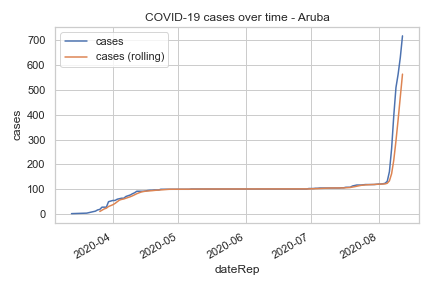 COVID-19 cases over time - Aruba
cases
cases (rolling)
700
600
500
400
300
200
100
0
cases
2020-04
2020-05
2020-06
2020-07
2020-08
dateRep